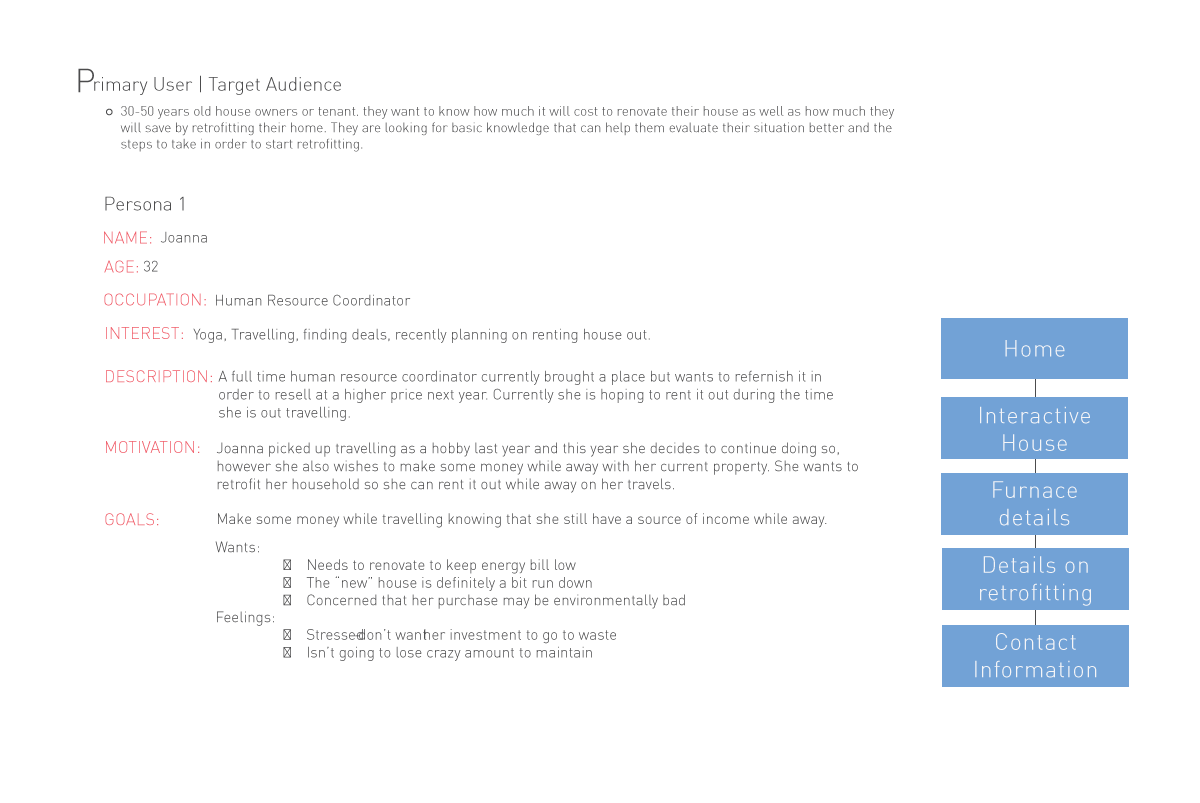 Primary User | Target Audience
30-50 years old house owners or tenant. they want to know how much it will cost to renovate their house as well as how much they
will save by retrofitting their home. They are looking for basic knowledge that can help them evaluate their situation better and the
steps to take in order to start retrofitting.
Persona 1
NAME: Joanna
AGE: 32
OCCUPATION: Human Resource Coordinator
INTEREST: Yoga, Travelling, finding deals, recently planning on renting house out.
DESCRIPTION: A full time human resource coordinator currently brought a place but wants to refernish it in
order to resell at a higher price next year. Currently she is hoping to rent it out during the time
she is out travelling.
MOTIVATION: Joanna picked up travelling as a hobby last year and this year she decides to continue doing so,
however she also wishes to make some money while away with her current property. She wants to
retrofit her household so she can rent it out while away on her travels.
GOALS: Make some money while travelling knowing that she still have a source of income while away.
Wants:
Needs to renovate to keep energy bill low
The "new" house is definitely a bit run down
Concerned that her purchase may be environmentally bad
Feelings:
Stressed-don't want her investment to go to waste
Isn't going to lose crazy amount to maintain
Home
Interactive
House
Furnace
details
Details on
retrofitting
Contact
Information